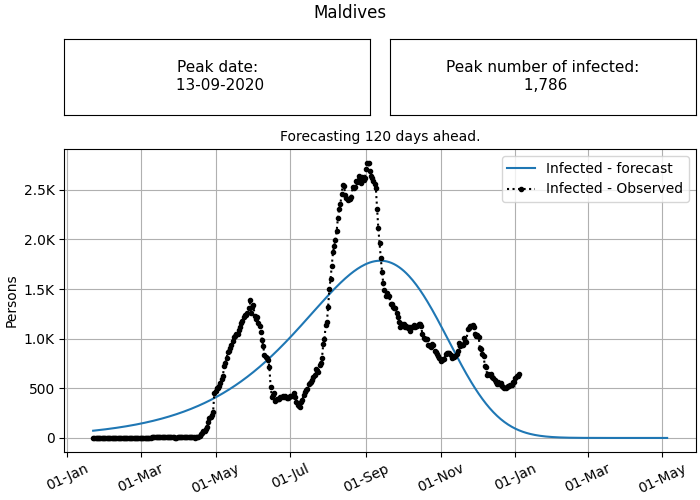 Maldives
Peak date:
13-09-2020
Peak number of infected:
1,786
Forecasting 120 days ahead.
Infected - forecast
Infected - Observed
2.5K
2.0K
1.5K
1.0K
500
0
Persons
01-Jan
01-Mar
01-May
01-Jul
01-Sep
01-Nov
01-Jan
01-Mar
01-May